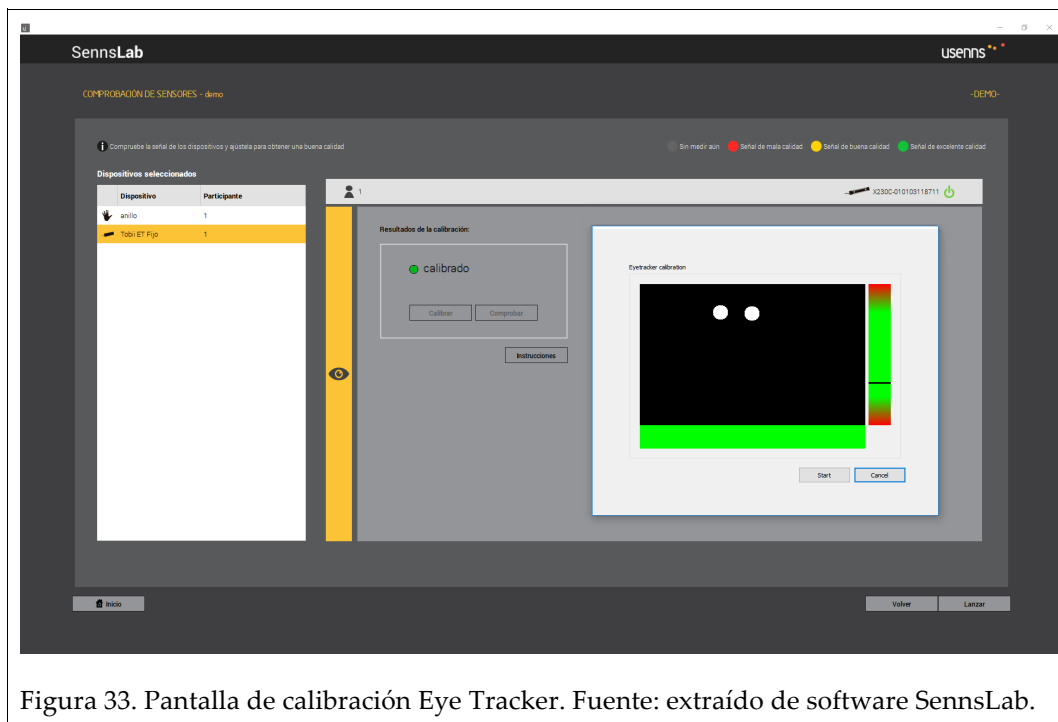 SennsLab
usenns
COMPROBACIÓN DE SENSORES - demo
-DEMO-
Compruebe la señal de los dispositivos y ajústela para obtener una buena calidad
Sin medir aún
Señal de mala calidad
Señal de buena calidad
Señal de excelente calidad
Dispositivos seleccionados
Dispositivo Participante
anillo 1
Tobii ET Fijo 1
1
X230C-010103118711
Resultados de la calibración:
calibrado
Calibrar Comprobar
Instrucciones
Eyetracker calibration
Start Cancel
Inicio
Volver Lanzar
Figura 33. Pantalla de calibración Eye Tracker. Fuente: extraído de software SennsLab.